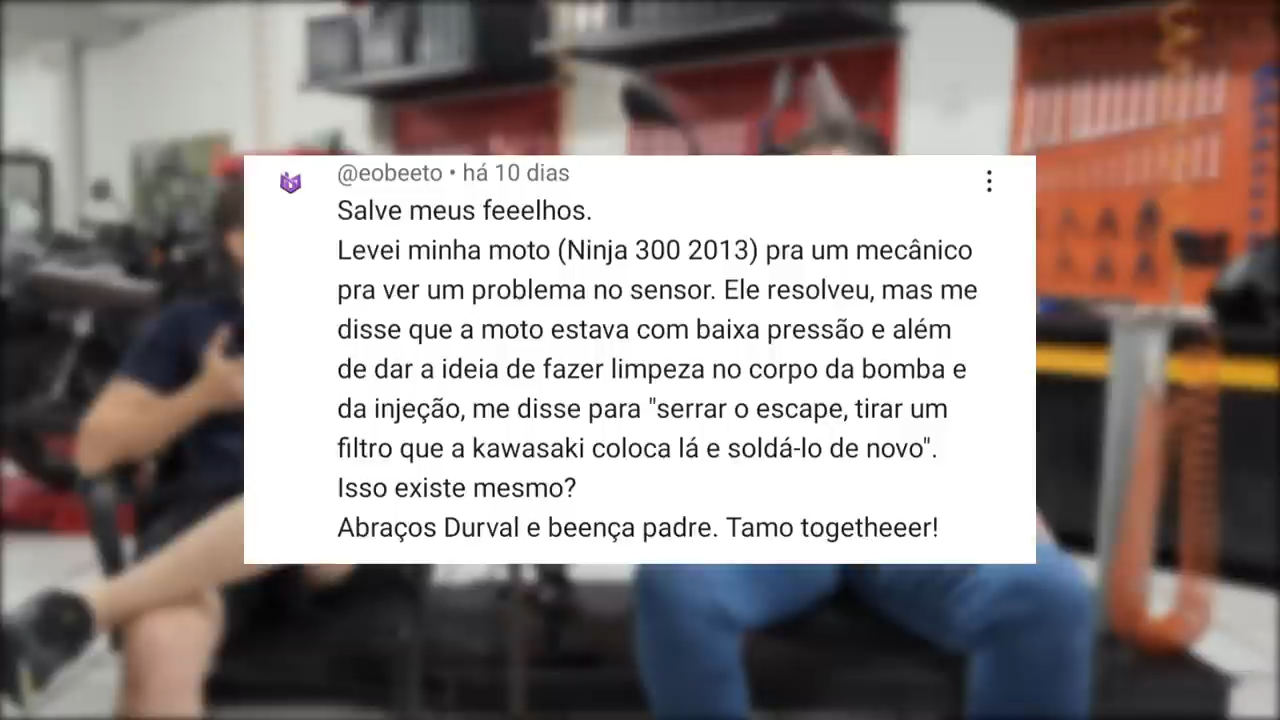 @eobeeto • há 10 dias
Salve meus feeelhos.
Levei minha moto (Ninja 300 2013) pra um mecânico
pra ver um problema no sensor. Ele resolveu, mas me
disse que a moto estava com baixa pressão e além
de dar a ideia de fazer limpeza no corpo da bomba e
da injeção, me disse para "serrar o escape, tirar um
filtro que a kawasaki coloca lá e soldá-lo de novo".
Isso existe mesmo?
Abraços Durval e beença padre. Tamo togetheeer!